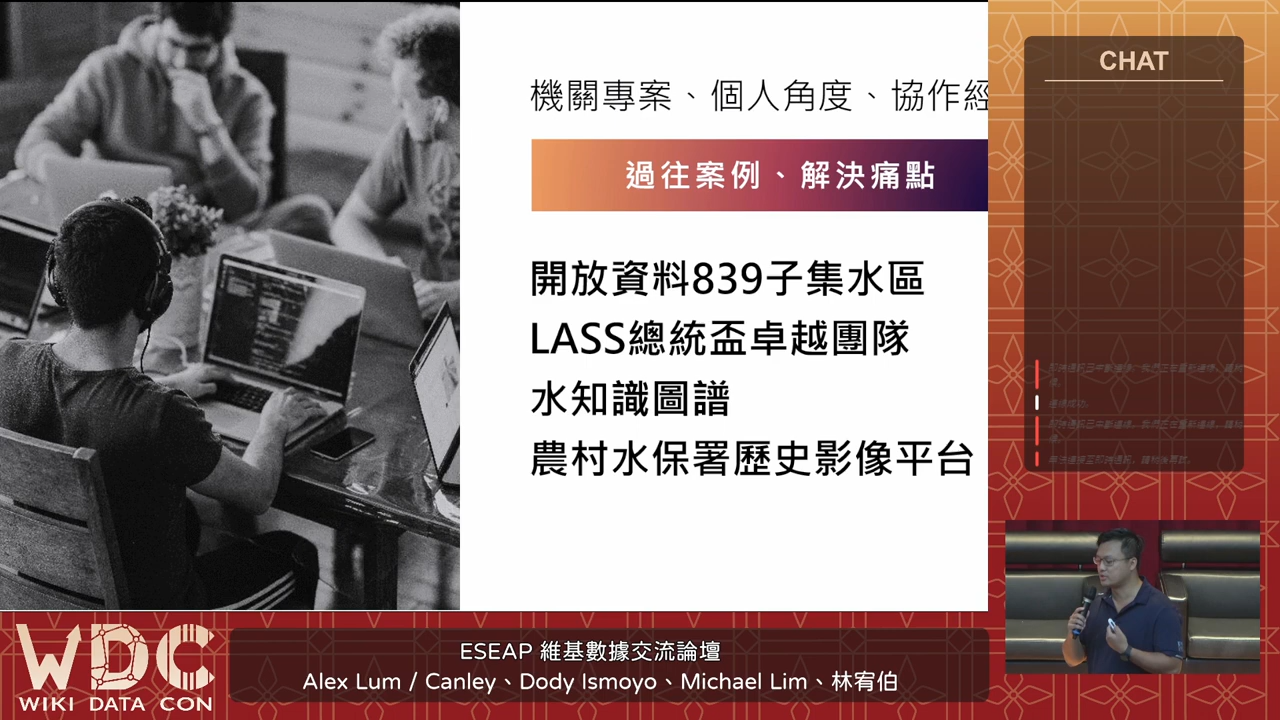 機關專案、個人角度、協作經
過往案例、解決痛點
開放資料839子集水區
LASS總統盃卓越團隊
水知識圖譜
農村水保署歷史影像平台
CHAT
WDC
WIKI DATA CON
ESEAP 維基數據交流論壇
Alex Lum / Canley、Dody Ismoyo、Michael Lim、林宥伯